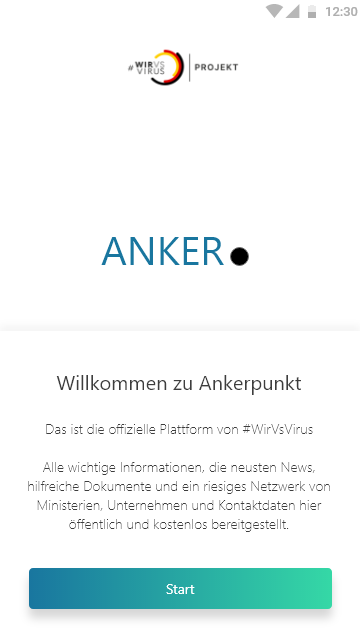 12:30
#WIRVS
VIRUS
PROJEKT
ANKER
Willkommen zu Ankerpunkt
Das ist die offizielle Plattform von #WirVsVirus
Alle wichtige Informationen, die neusten News,
hilfreiche Dokumente und ein riesiges Netzwerk von
Ministerien, Unternehmen und Kontaktdaten hier
öffentlich und kostenlos bereitgestellt.
Start